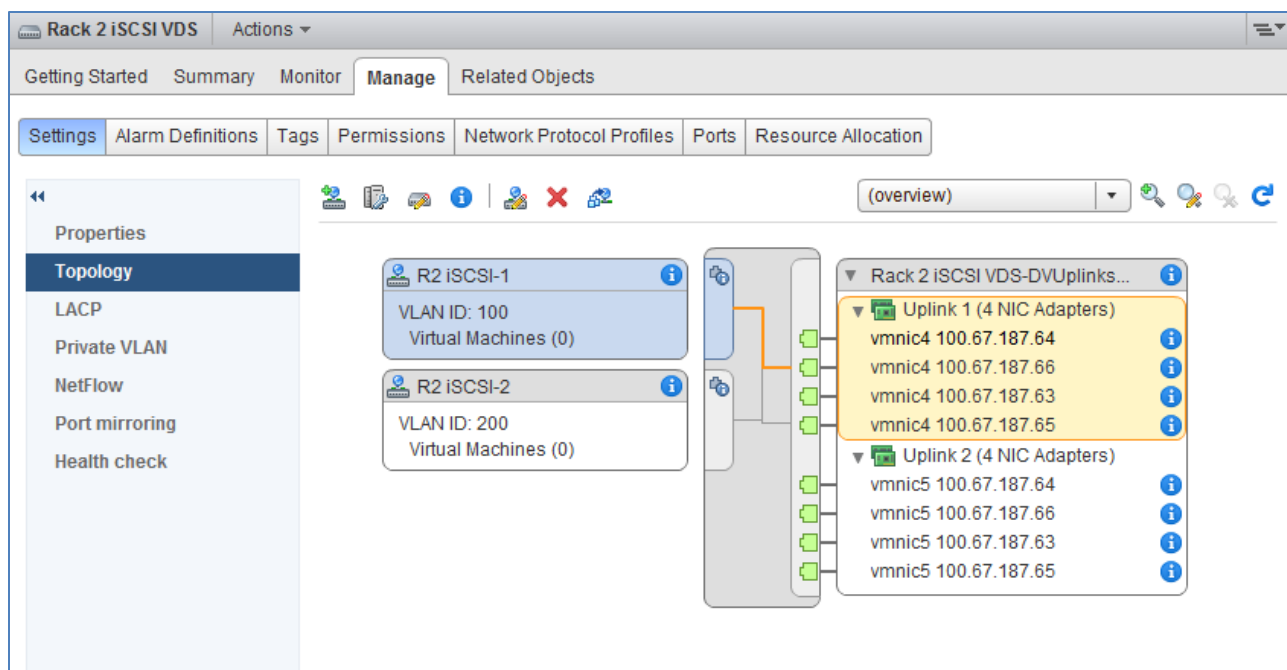 Rack 2 iSCSI VDS Actions
Getting Started Summary Monitor Manage Related Objects
Settings Alarm Definitions Tags Permissions Network Protocol Profiles Ports Resource Allocation
(overview)
Properties
Topology
LACP
Private VLAN
NetFlow
Port mirroring
Health check
R2 iSCSI-1
VLAN ID: 100
Virtual Machines (0)
R2 iSCSI-2
VLAN ID: 200
Virtual Machines (0)
Rack 2 iSCSI VDS-DVUplinks...
Uplink 1 (4 NIC Adapters)
vmnic4 100.67.187.64
vmnic4 100.67.187.66
vmnic4 100.67.187.63
vmnic4 100.67.187.65
Uplink 2 (4 NIC Adapters)
vmnic5 100.67.187.64
vmnic5 100.67.187.66
vmnic5 100.67.187.63
vmnic5 100.67.187.65